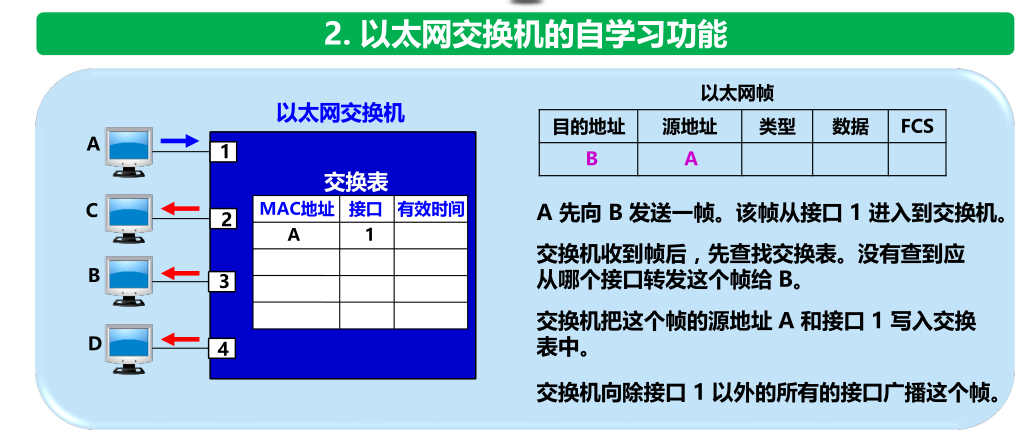 2. 以太网交换机的自学习功能
以太网交换机
A
1
C
2
B
3
D
4
交换表
MAC地址 接口 有效时间
A 1
以太网帧
目的地址 源地址 类型 数据 FCS
B A
A 先向 B 发送一帧。该帧从接口 1 进入到交换机。
交换机收到帧后，先查找交换表。没有查到应
从哪个接口转发这个帧给 B。
交换机把这个帧的源地址 A 和接口 1 写入交换
表中。
交换机向除接口 1 以外的所有的接口广播这个帧。